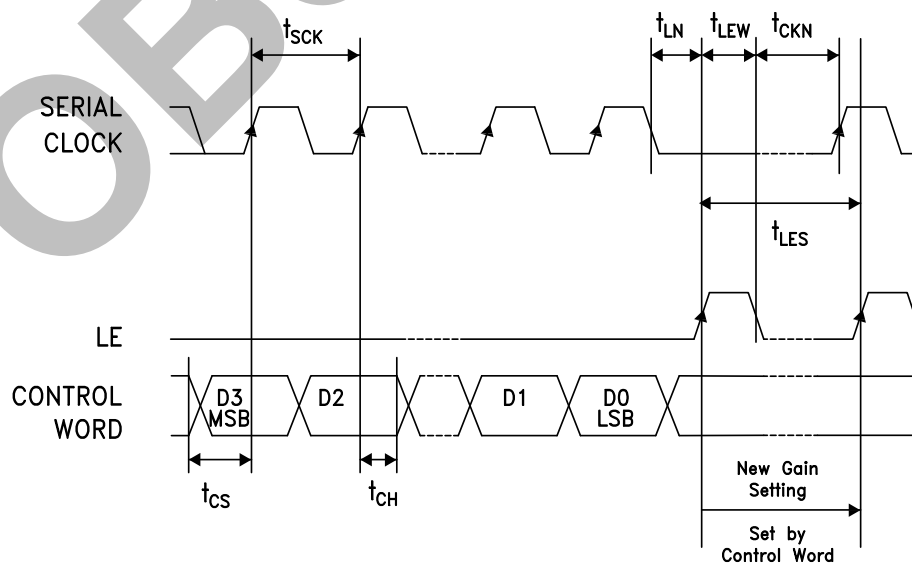 OB
tSCK
tLN
tLEW
tCKN
SERIAL
CLOCK
tLES
LE
CONTROL
WORD
D3
MSB
D2
D1
D0
LSB
tCS
tCH
New Gain
Setting
Set by
Control Word